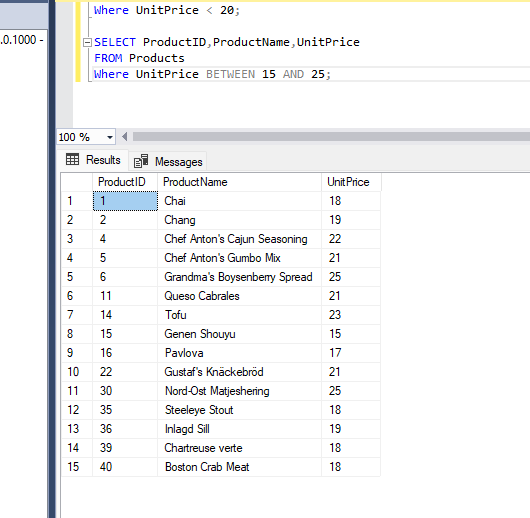 Where UnitPrice < 20;
.0.1000 -
SELECT ProductID,ProductName,UnitPrice
FROM Products
Where UnitPrice BETWEEN 15 AND 25;
100 %
Results Messages
ProductID ProductName UnitPrice
1 1 Chai 18
2 2 Chang 19
3 4 Chef Anton's Cajun Seasoning 22
4 5 Chef Anton's Gumbo Mix 21
5 6 Grandma's Boysenberry Spread 25
6 11 Queso Cabrales 21
7 14 Tofu 23
8 15 Genen Shouyu 15
9 16 Pavlova 17
10 22 Gustaf's Knäckebröd 21
11 30 Nord-Ost Matjeshering 25
12 35 Steeleye Stout 18
13 36 Inlagd Sill 19
14 39 Chartreuse verte 18
15 40 Boston Crab Meat 18